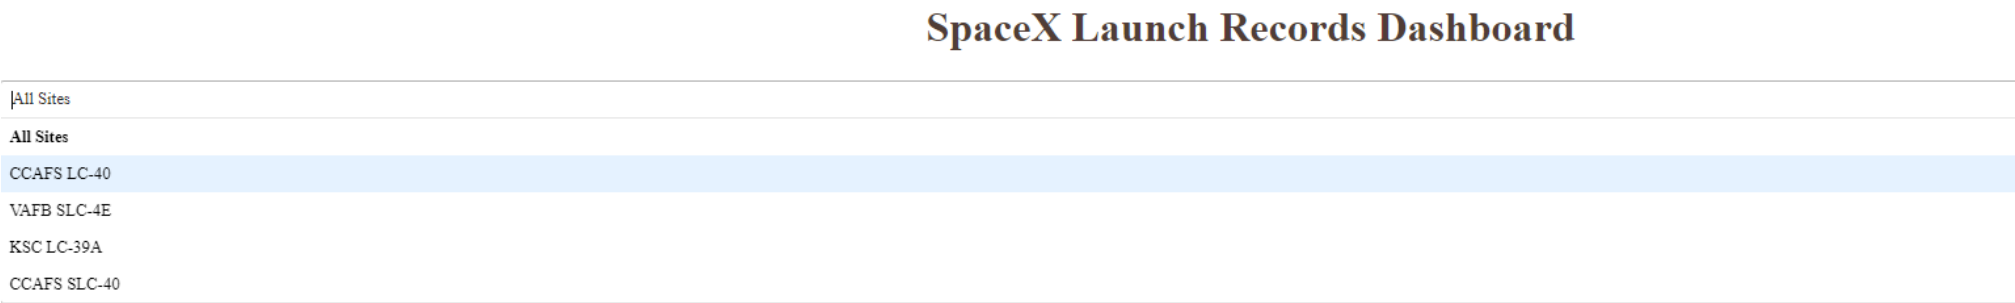 SpaceX Launch Records Dashboard
All Sites
All Sites
CCAFS LC-40
VAFB SLC-4E
KSC LC-39A
CCAFS SLC-40